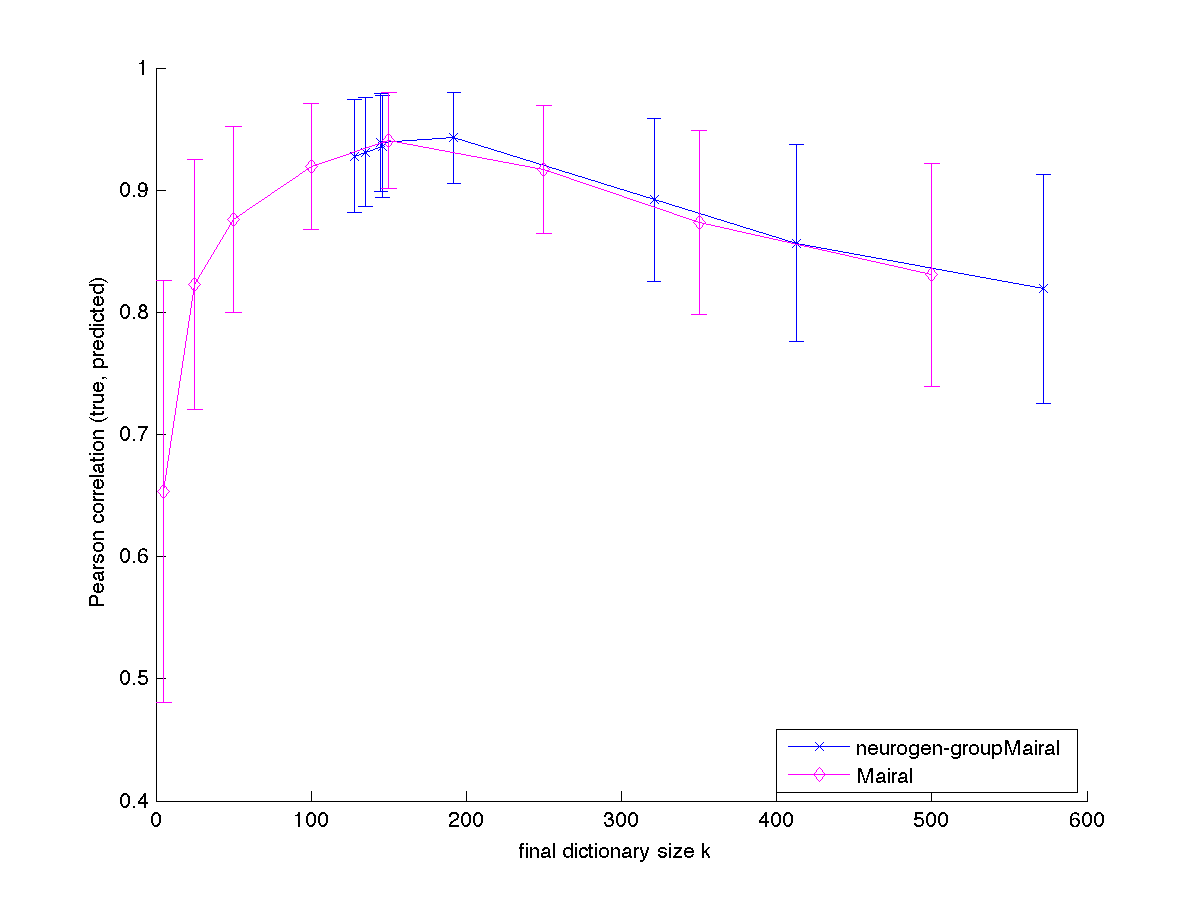 1
0.9
0.8
0.7
0.6
0.5
0.4
Pearson correlation (true, predicted)
0 100 200 300 400 500 600
final dictionary size k
neurogen-groupMairal
Mairal